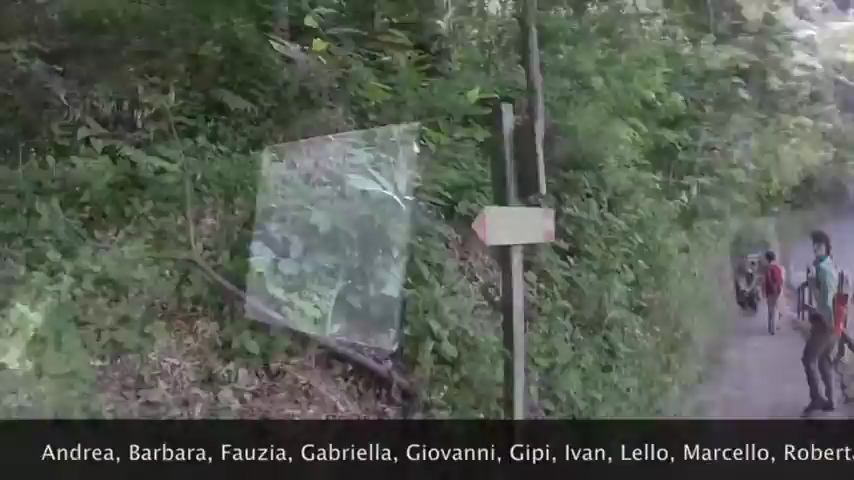 Andrea, Barbara, Fauzia, Gabriella, Giovanni, Gipi, Ivan, Lello, Marcello, Roberta